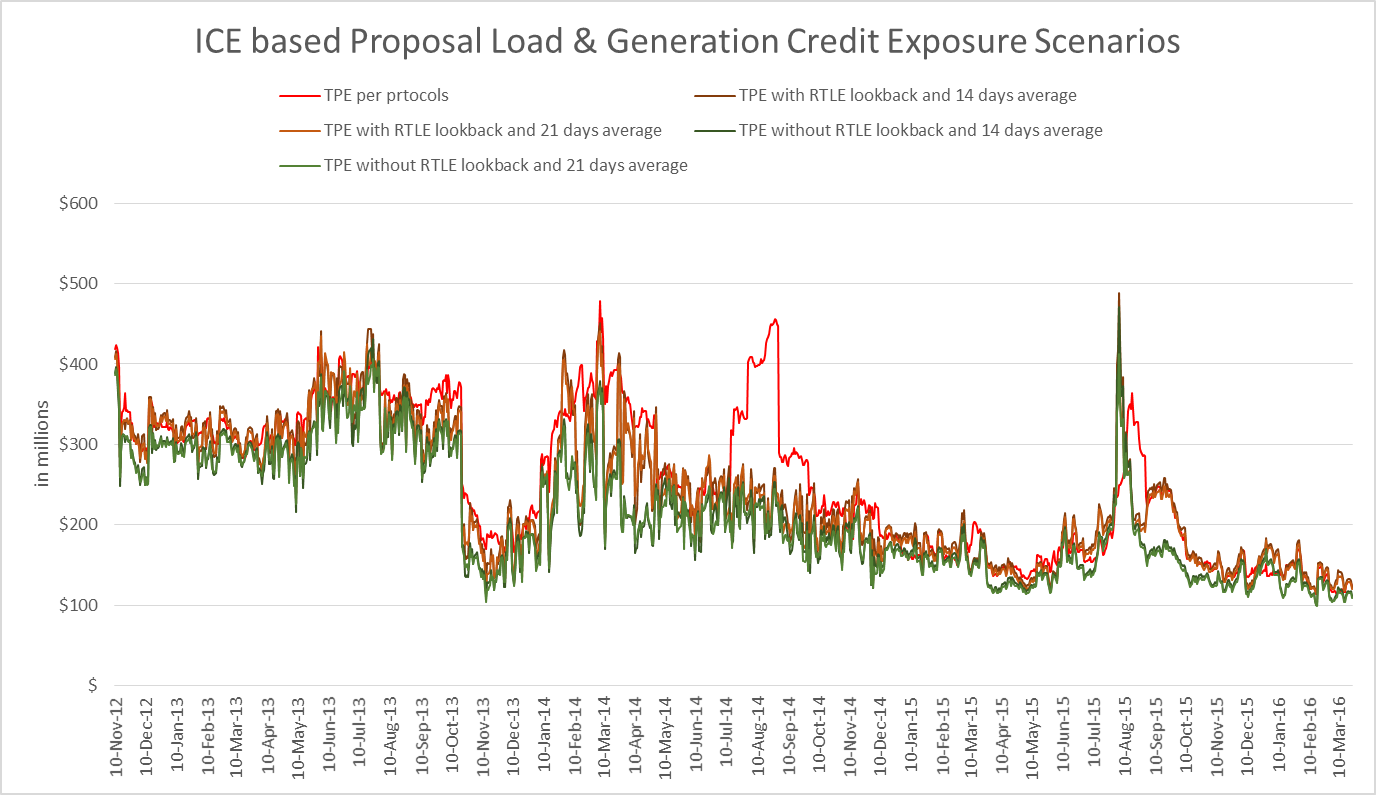 ICE based Proposal Load & Generation Credit Exposure Scenarios
TPE per prtocols
TPE with RTLE lookback and 14 days average
TPE with RTLE lookback and 21 days average
TPE without RTLE lookback and 14 days average
TPE without RTLE lookback and 21 days average
in millions
$600
$500
$400
$300
$200
$100
$
10-Nov-12
10-Dec-12
10-Jan-13
10-Feb-13
10-Mar-13
10-Apr-13
10-May-13
10-Jun-13
10-Jul-13
10-Aug-13
10-Sep-13
10-Oct-13
10-Nov-13
10-Dec-13
10-Jan-14
10-Feb-14
10-Mar-14
10-Apr-14
10-May-14
10-Jun-14
10-Jul-14
10-Aug-14
10-Sep-14
10-Oct-14
10-Nov-14
10-Dec-14
10-Jan-15
10-Feb-15
10-Mar-15
10-Apr-15
10-May-15
10-Jun-15
10-Jul-15
10-Aug-15
10-Sep-15
10-Oct-15
10-Nov-15
10-Dec-15
10-Jan-16
10-Feb-16
10-Mar-16